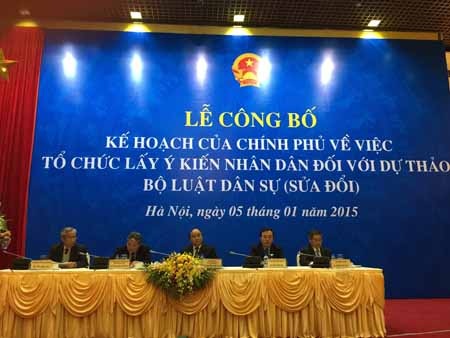 LỄ CÔNG BỐ
KẾ HOẠCH CỦA CHÍNH PHỦ VỀ VIỆC
TỔ CHỨC LẤY Ý KIẾN NHÂN DÂN ĐỐI VỚI DỰ THẢO
BỘ LUẬT DÂN SỰ (SỬA ĐỔI)
Hà Nội, ngày 05 tháng 01 năm 2015